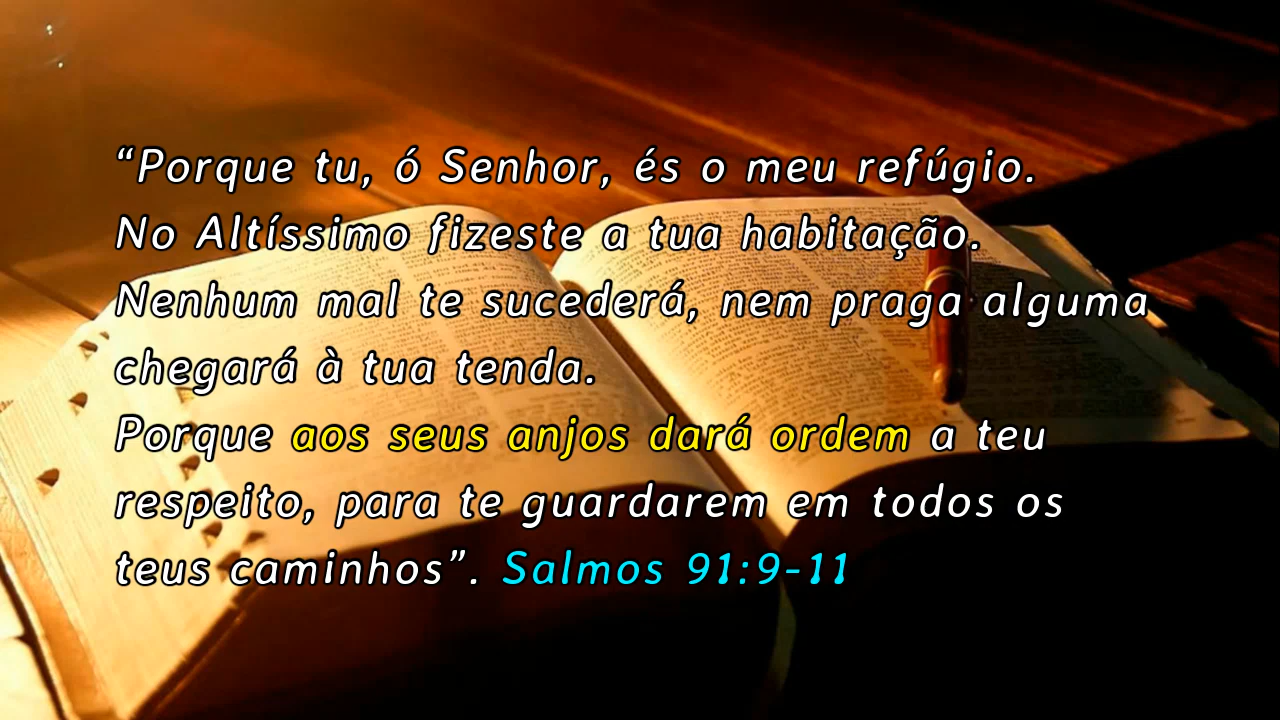 “Porque tu, ó Senhor, és o meu refúgio.
No Altíssimo fizeste a tua habitação.
Nenhum mal te sucederá, nem praga alguma
chegará à tua tenda.
Porque aos seus anjos dará ordem a teu
respeito, para te guardarem em todos os
teus caminhos”. Salmos 91:9-11